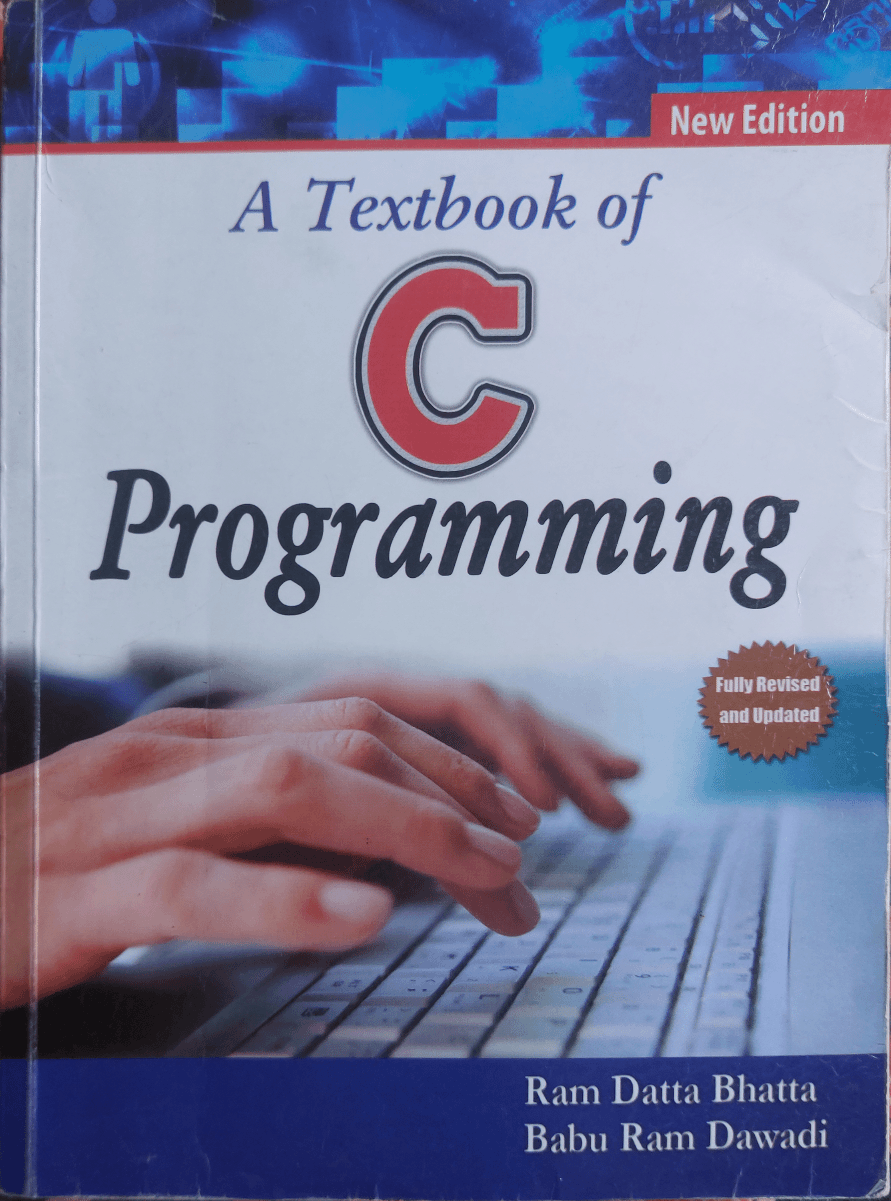 New Edition
A Textbook of
C
Programming
Fully Revised
and Updated
Ram Datta Bhatta
Babu Ram Dawadi